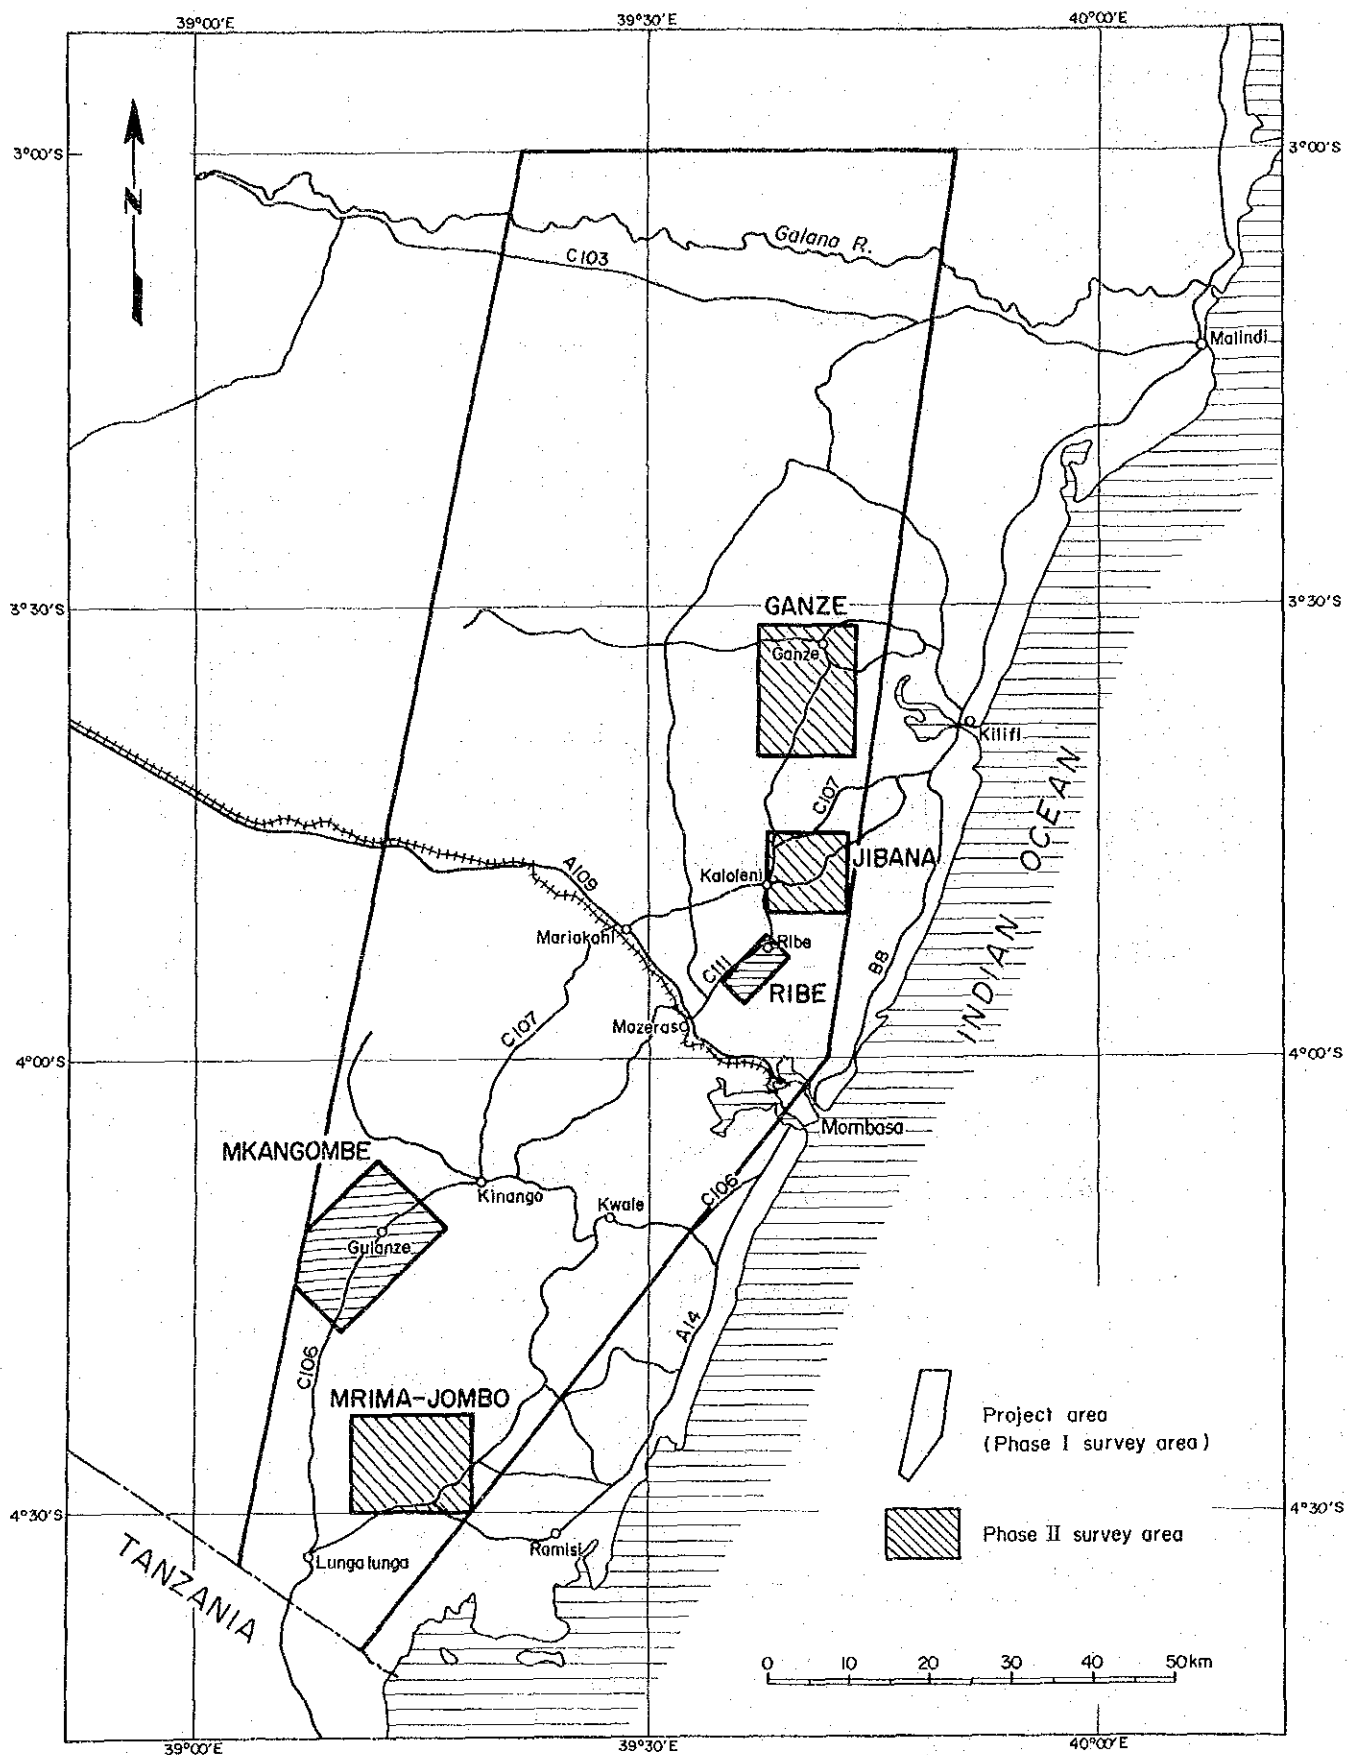 39°00'E
39°30'E
40°00'E
N
3°00'S
3°00'S
Galana R.
C103
Malindi
3°30'S
3°30'S
GANZE
Ganze
Kilifi
C107
JIBANA
Kaloleni
A109
Mariakani
Ribe
C111
RIBE
B8
INDIAN OCEAN
C107
Mazeras
4°00'S
4°00'S
Mombasa
MKANGOMBE
Kinango
C106
Kwale
Gulanze
A14
C106
MRIMA-JOMBO
Project area
(Phase I survey area)
4°30'S
4°30'S
Phase II survey area
Ramisi
Lungalunga
TANZANIA
0 10 20 30 40 50km
39°00'E
39°30'E
40°00'E